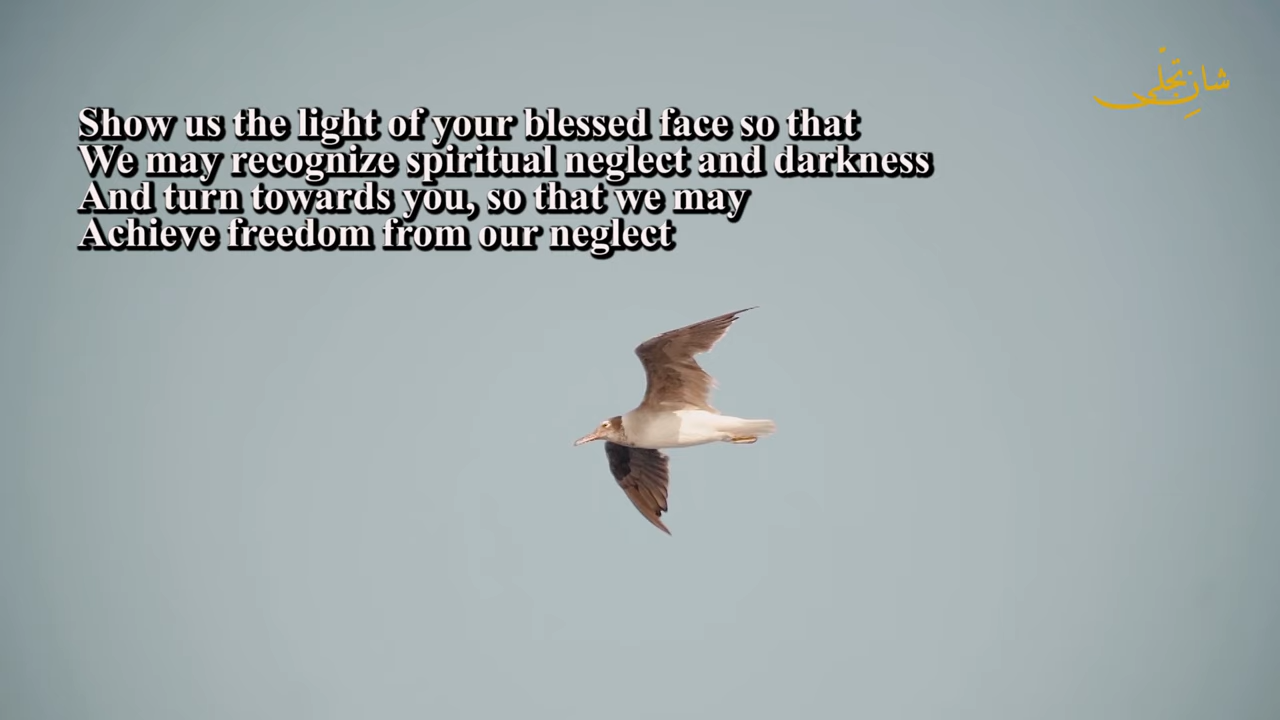 Show us the light of your blessed face so that
We may recognize spiritual neglect and darkness
And turn towards you, so that we may
Achieve freedom from our neglect
شانِ تجلّی